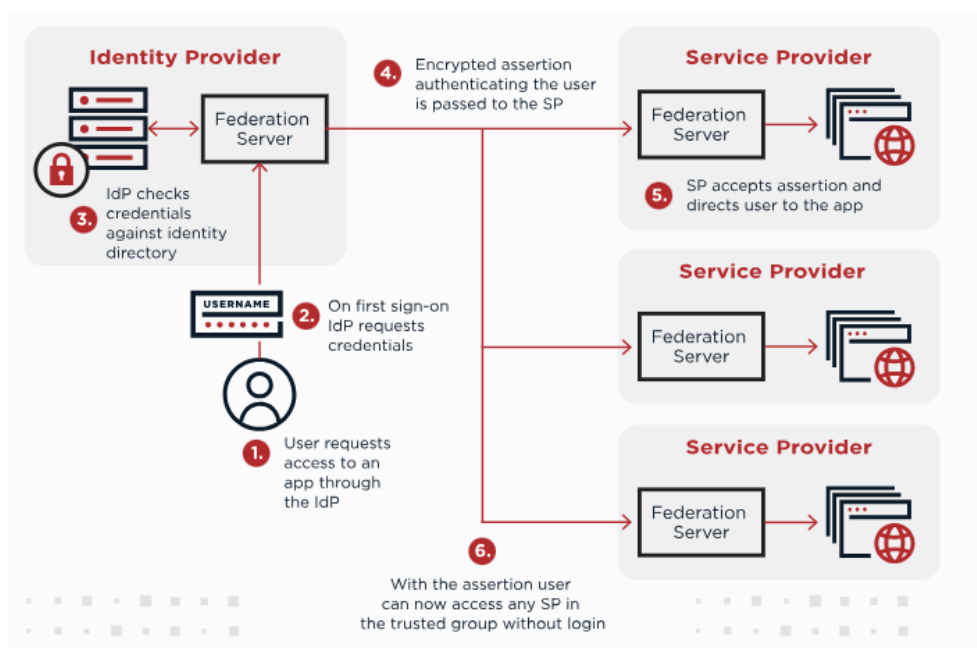 Identity Provider
Federation
Server
3.
IdP checks
credentials
against identity
directory
USERNAME
2.
On first sign-on
IdP requests
credentials
1.
User requests
access to an
app through
the IdP
4.
Encrypted assertion
authenticating the user
is passed to the SP
Service Provider
Federation
Server
5.
SP accepts assertion and
directs user to the app
Service Provider
Federation
Server
Service Provider
Federation
Server
6.
With the assertion user
can now access any SP in
the trusted group without login